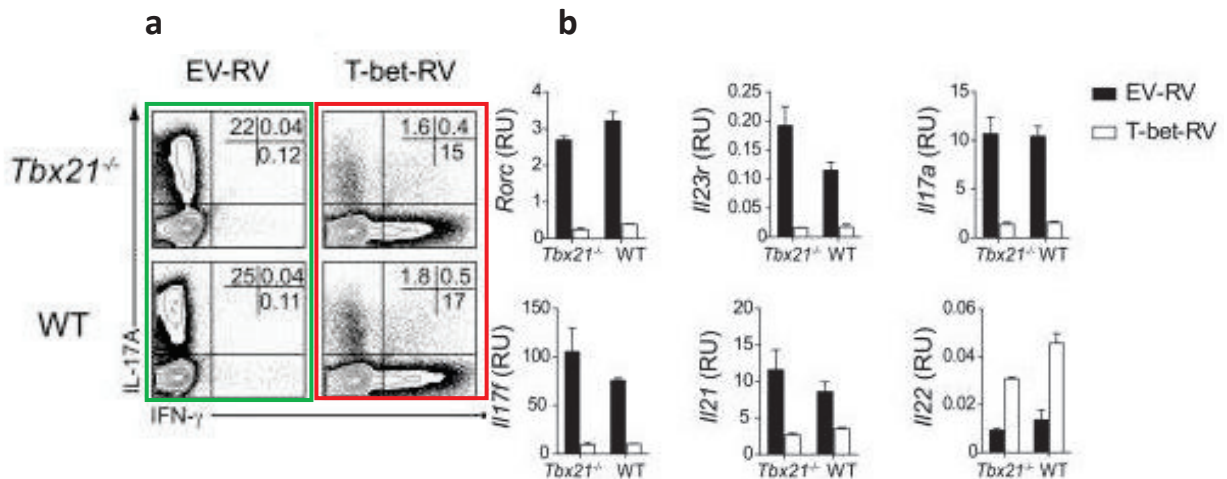 a
b
EV-RV
T-bet-RV
Tbx21-/-
WT
22 0.04
0.12
1.6 0.4
15
25 0.04
0.11
1.8 0.5
17
IL-17A
IFN-γ
Rorc (RU)
4
3
2
1
0
Tbx21-/- WT
Il23r (RU)
0.25
0.20
0.15
0.10
0.05
0
Tbx21-/- WT
Il17a (RU)
15
10
5
0
Tbx21-/- WT
EV-RV
T-bet-RV
Il17f (RU)
150
100
50
0
Tbx21-/- WT
Il21 (RU)
20
15
10
5
0
Tbx21-/- WT
Il22 (RU)
0.06
0.04
0.02
0
Tbx21-/- WT